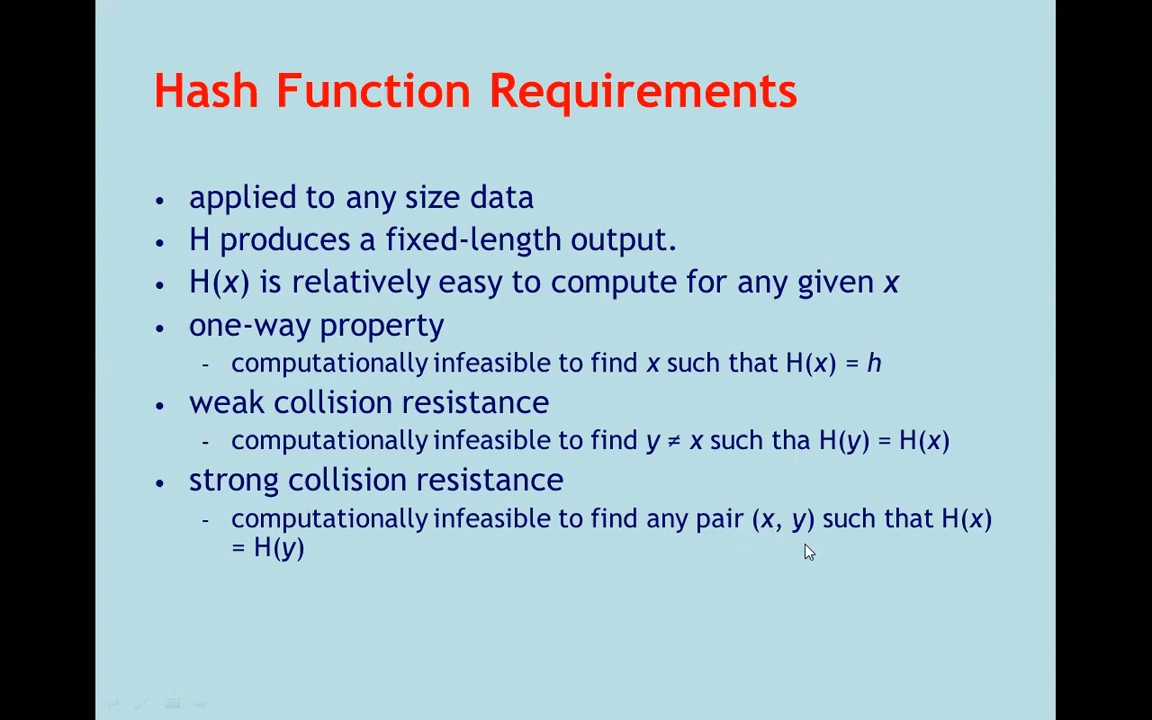 Hash Function Requirements
• applied to any size data
• H produces a fixed-length output.
• H(x) is relatively easy to compute for any given x
• one-way property
- computationally infeasible to find x such that H(x) = h
• weak collision resistance
- computationally infeasible to find y ≠ x such tha H(y) = H(x)
• strong collision resistance
- computationally infeasible to find any pair (x, y) such that H(x)
= H(y)